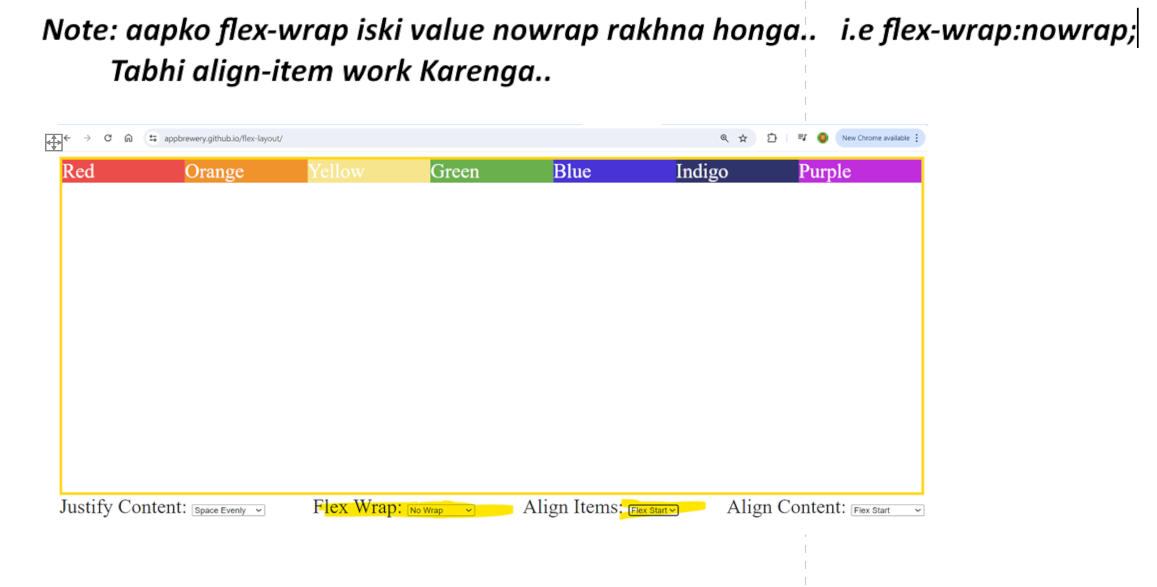 Note: aapko flex-wrap iski value nowrap rakhna honga.. i.e flex-wrap:nowrap;
Tabhi align-item work Karenga..
appbrewery.github.io/flex-layout/ New Chrome available
Red Orange Yellow Green Blue Indigo Purple
Justify Content: Space Evenly Flex Wrap: No Wrap Align Items: Flex Start Align Content: Flex Start